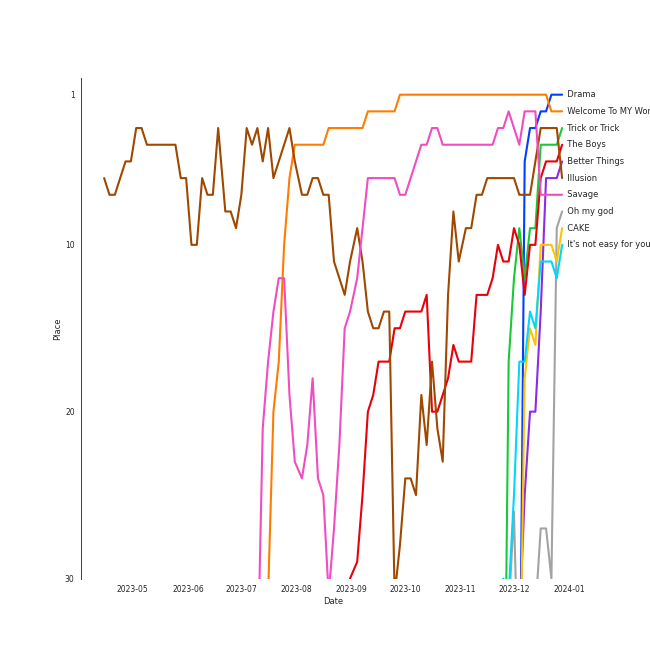 1
10
20
30
Place
2023-05 2023-06 2023-07 2023-08 2023-09 2023-10 2023-11 2023-12 2024-01
Date
Drama
Welcome To MY Wor
Trick or Trick
The Boys
Better Things
Illusion
Savage
Oh my god
CAKE
It's not easy for you